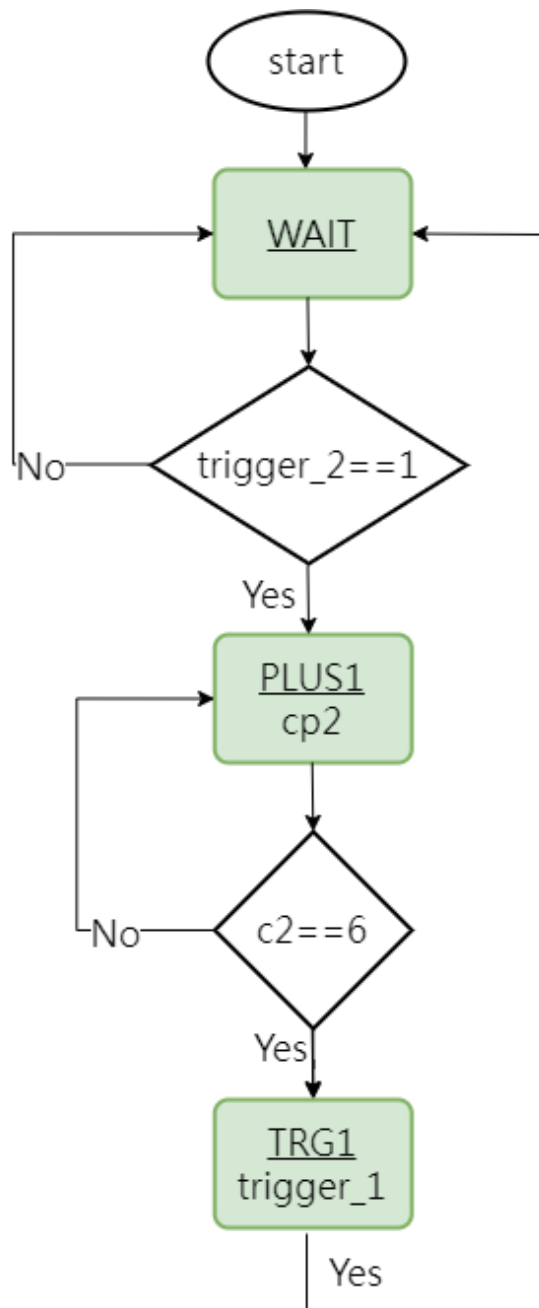 start
WAIT
trigger_2==1
No
Yes
PLUS1
cp2
c2==6
No
Yes
TRG1
trigger_1
Yes